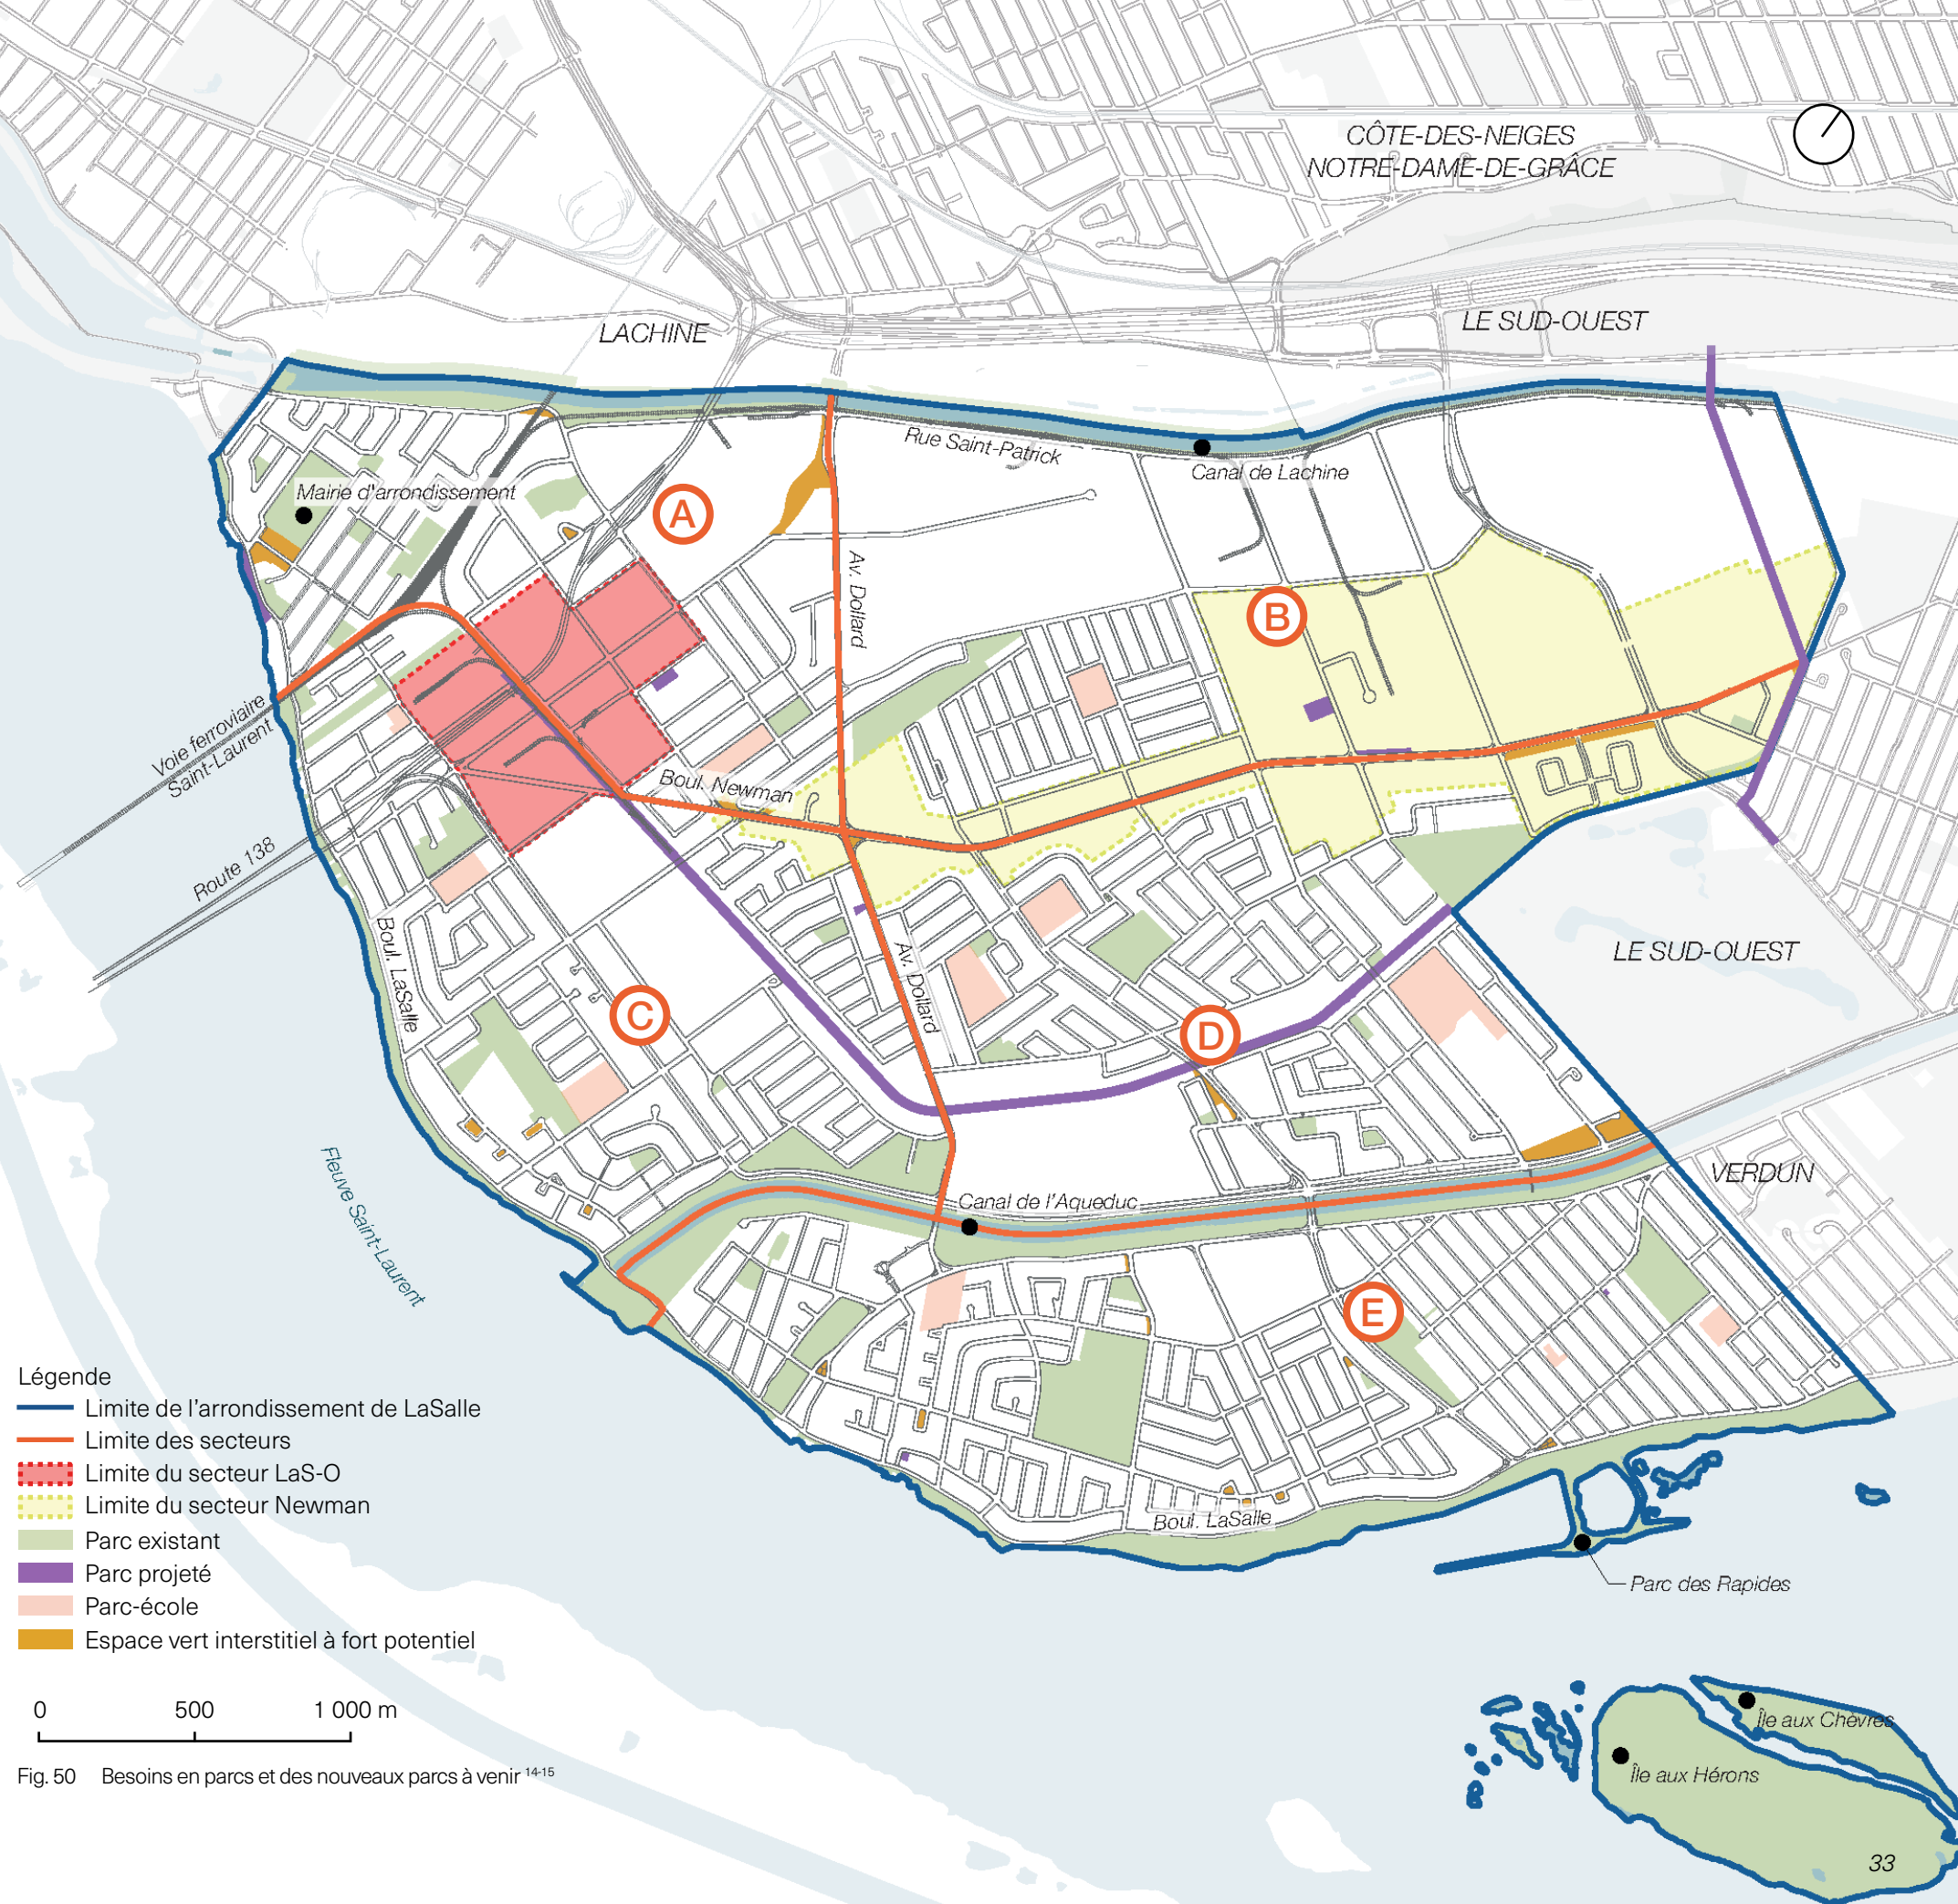 CÔTE-DES-NEIGES
NOTRE-DAME-DE-GRÂCE
LACHINE
LE SUD-OUEST
Rue Saint-Patrick
Canal de Lachine
Mairie d'arrondissement
A
Av. Dollard
B
Voie ferroviaire
Saint-Laurent
Boul. Newman
Route 138
Boul. LaSalle
Av. Dollard
LE SUD-OUEST
C
D
Fleuve Saint-Laurent
Canal de l'Aqueduc
VERDUN
E
Légende
Limite de l'arrondissement de LaSalle
Limite des secteurs
Limite du secteur LaS-O
Limite du secteur Newman
Parc existant
Parc projeté
Parc-école
Espace vert interstitiel à fort potentiel
Boul. LaSalle
Parc des Rapides
0 500 1 000 m
Île aux Chèvres
Île aux Hérons
Fig. 50 Besoins en parcs et des nouveaux parcs à venir 14-15
33